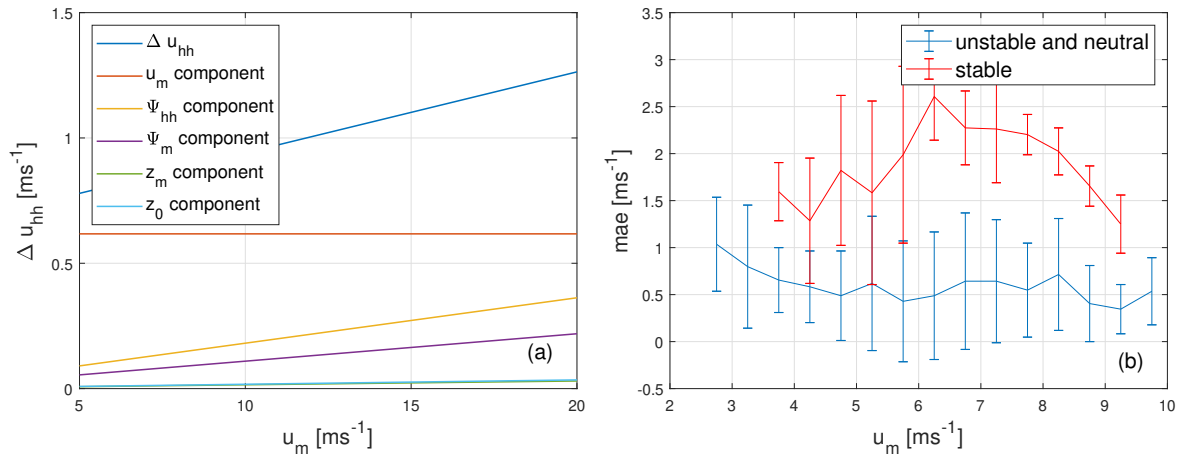 1.5
1
0.5
0
5
10
15
20
Δ u_hh [ms⁻¹]
u_m [ms⁻¹]
Δ u_hh
u_m component
Ψ_hh component
Ψ_m component
z_m component
z_0 component
(a)
3.5
3
2.5
2
1.5
1
0.5
0
-0.5
2
3
4
5
6
7
8
9
10
mae [ms⁻¹]
u_m [ms⁻¹]
unstable and neutral
stable
(b)